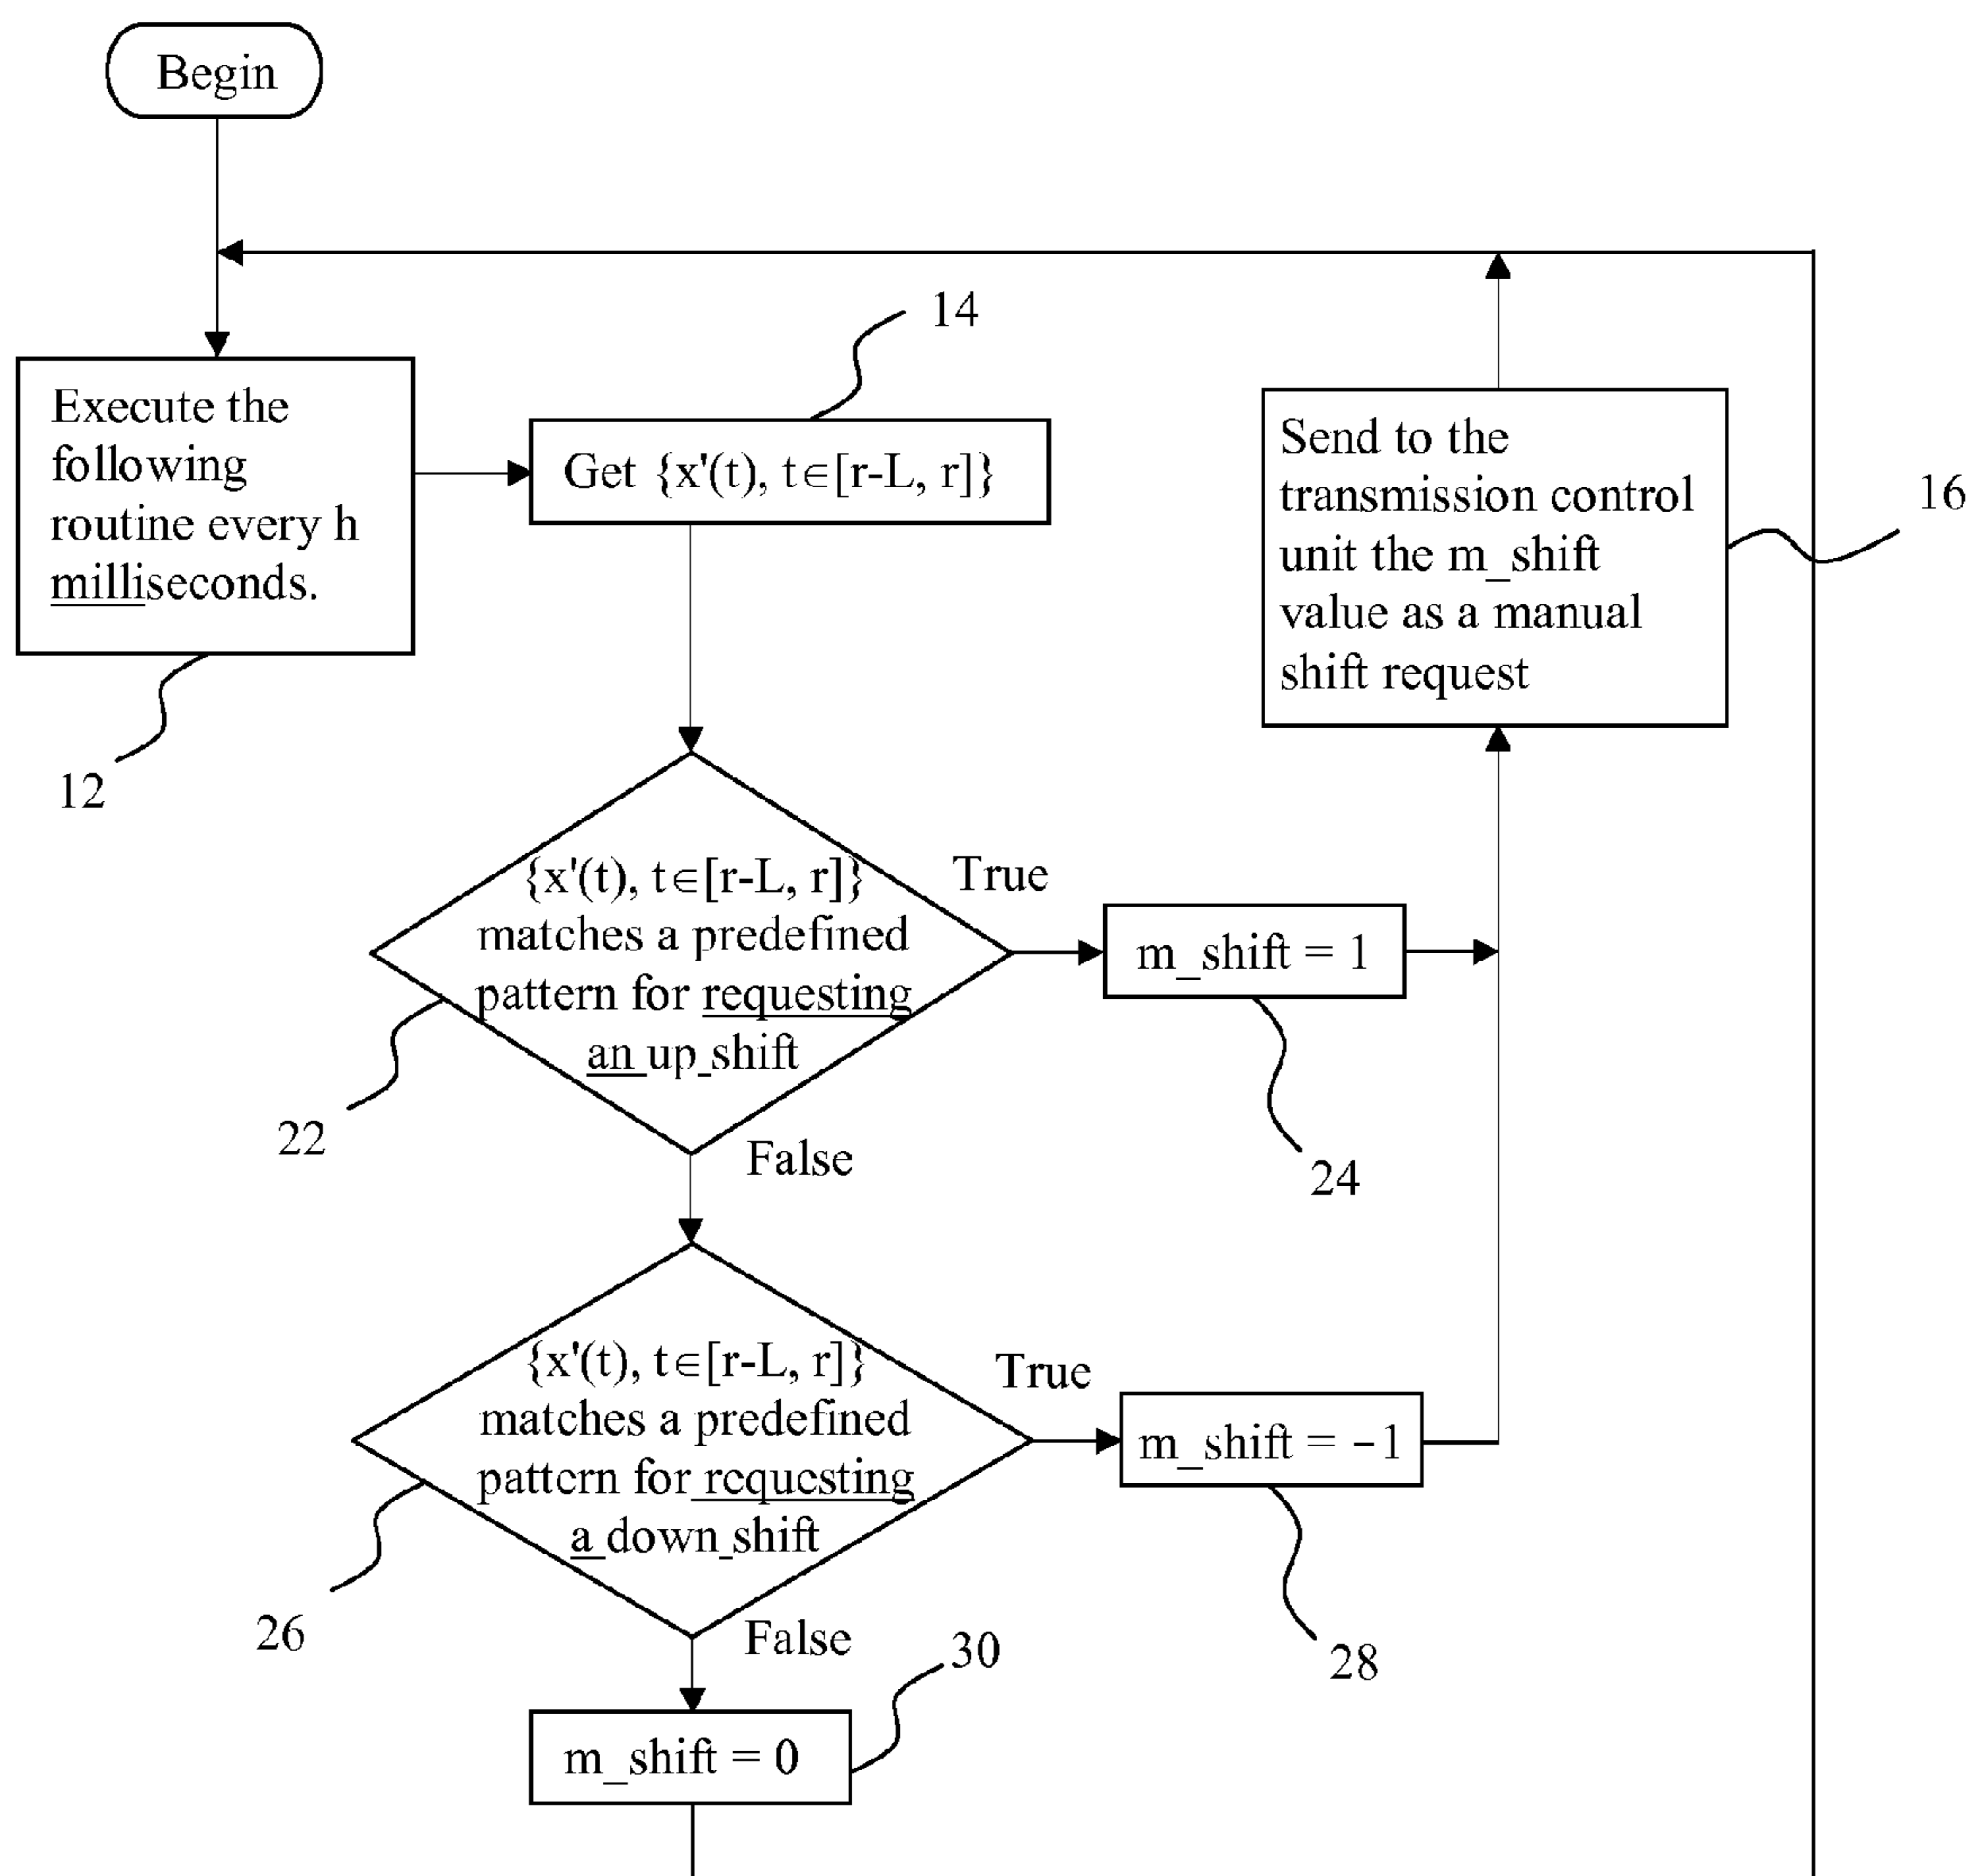 Begin
14
Execute the
following
routine every h
milliseconds.
Get {x'(t), t∈[r-L, r]}
Send to the
transmission control
unit the m_shift
value as a manual
shift request
16
12
{x'(t), t∈[r-L, r]}
matches a predefined
pattern for requesting
an up shift
True
m_shift = 1
22
False
24
{x'(t), t∈[r-L, r]}
matches a predefined
pattern for requesting
a down shift
True
m_shift = -1
26
False
30
28
m_shift = 0